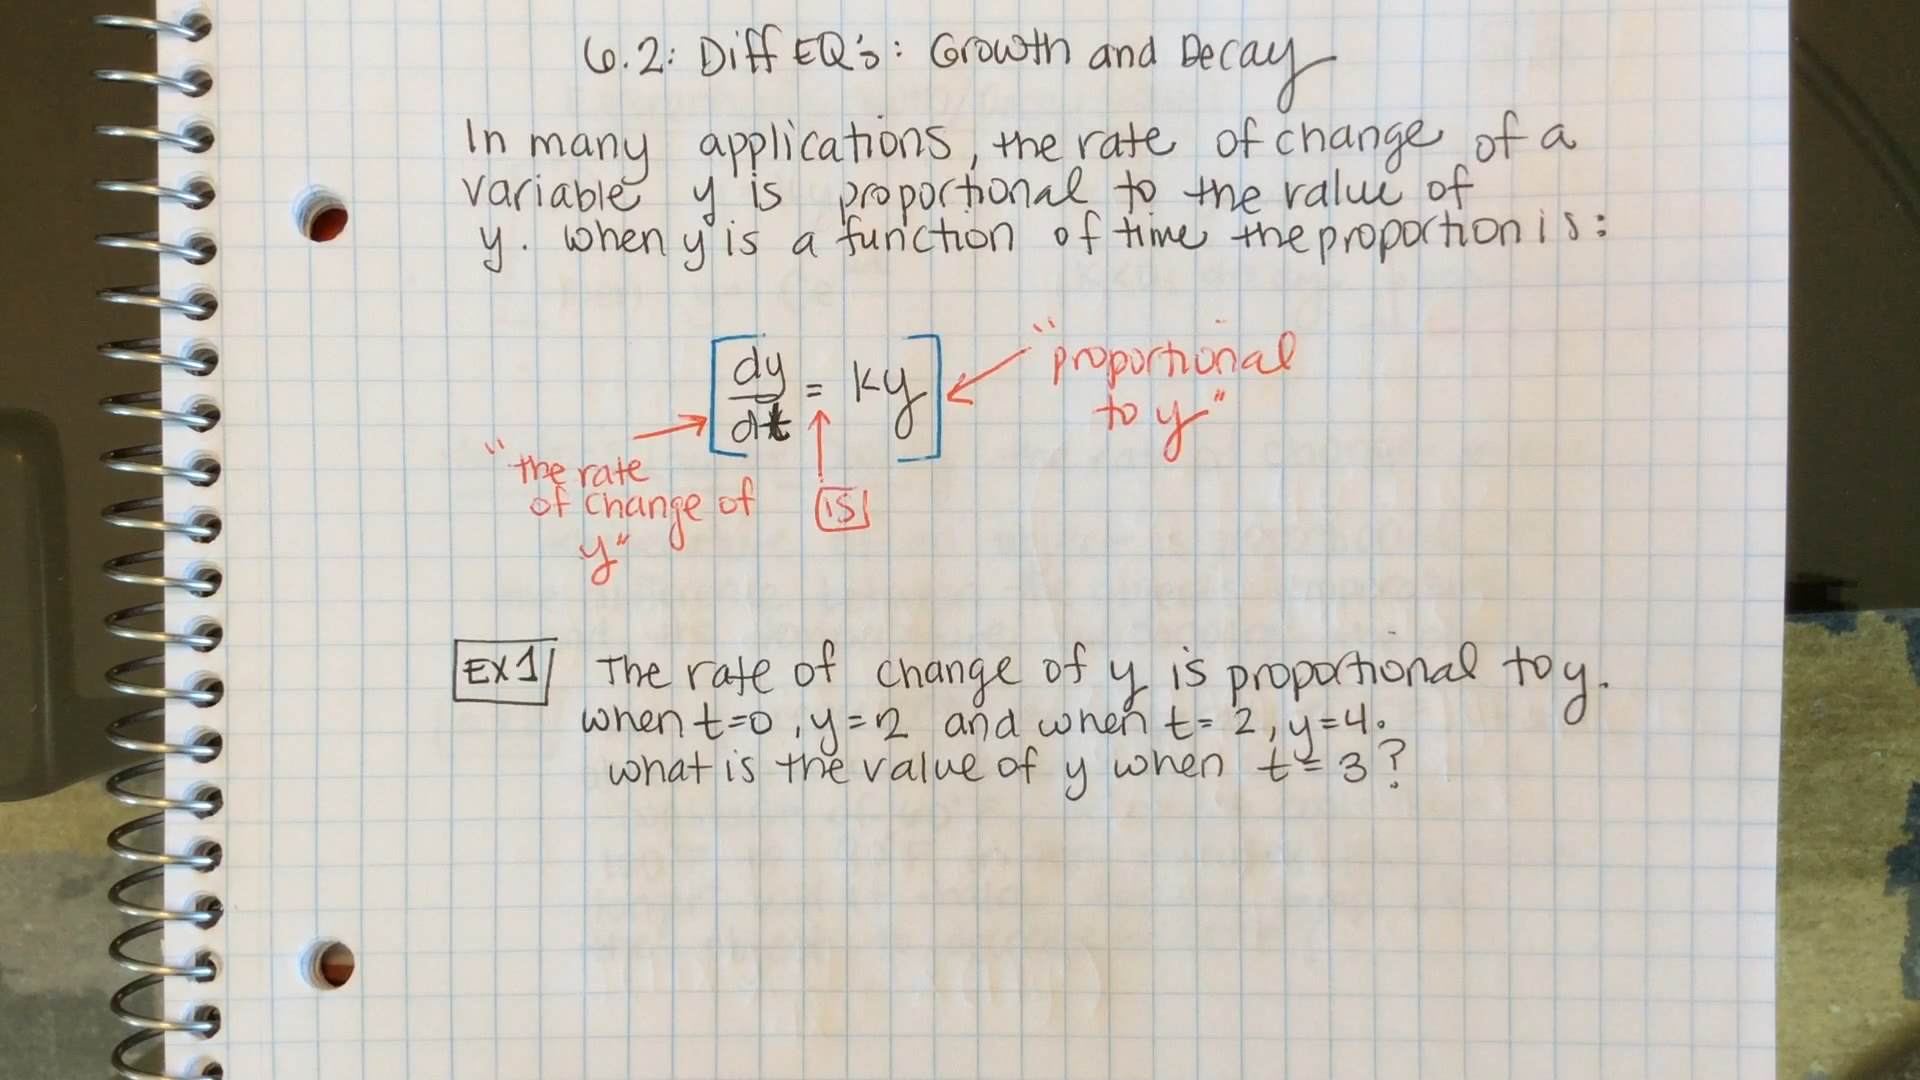 6.2: Diff EQ's: Growth and Decay
In many applications, the rate of change of a
variable y is proportional to the value of
y. When y is a function of time the proportion is:
dy/dt = ky
"proportional
to y"
"the rate
of change of
y"
is
EX 1 The rate of change of y is proportional to y.
when t=0, y=2 and when t=2, y=4.
what is the value of y when t=3?